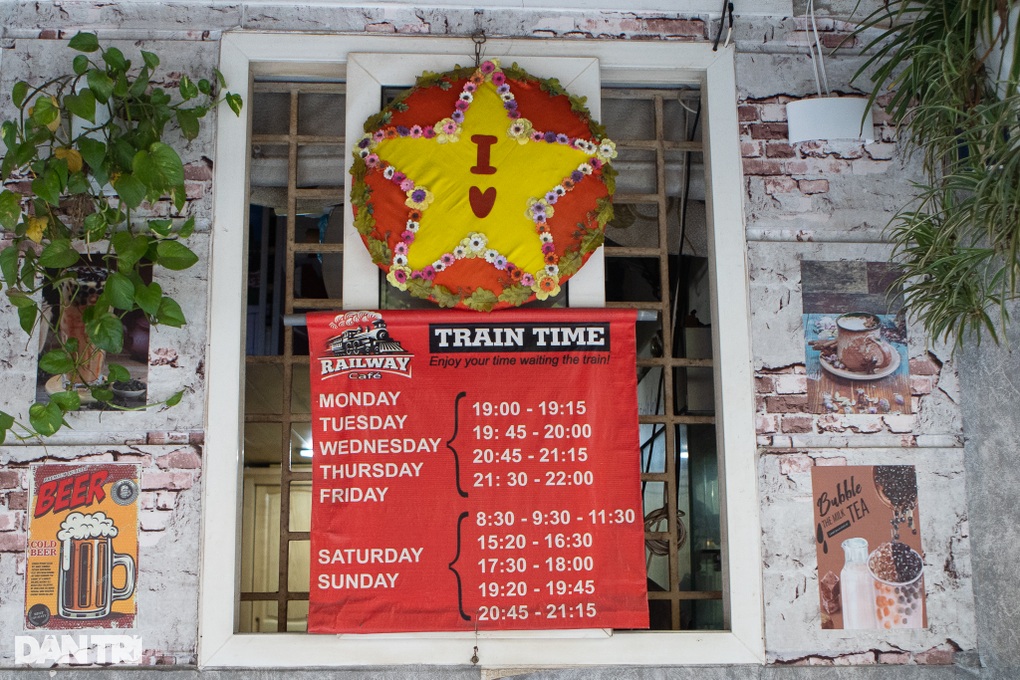 I
RAILWAY
Café
TRAIN TIME
Enjoy your time waiting the train!
MONDAY
TUESDAY
WEDNESDAY
THURSDAY
FRIDAY
19:00 - 19:15
19: 45 - 20:00
20:45 - 21:15
21: 30 - 22:00
SATURDAY
SUNDAY
8:30 - 9:30 - 11:30
15:20 - 16:30
17:30 - 18:00
19:20 - 19:45
20:45 - 21:15
BEER
COLD
BEER
Bubble
THE MILK
TEA
DÂN TRÍ